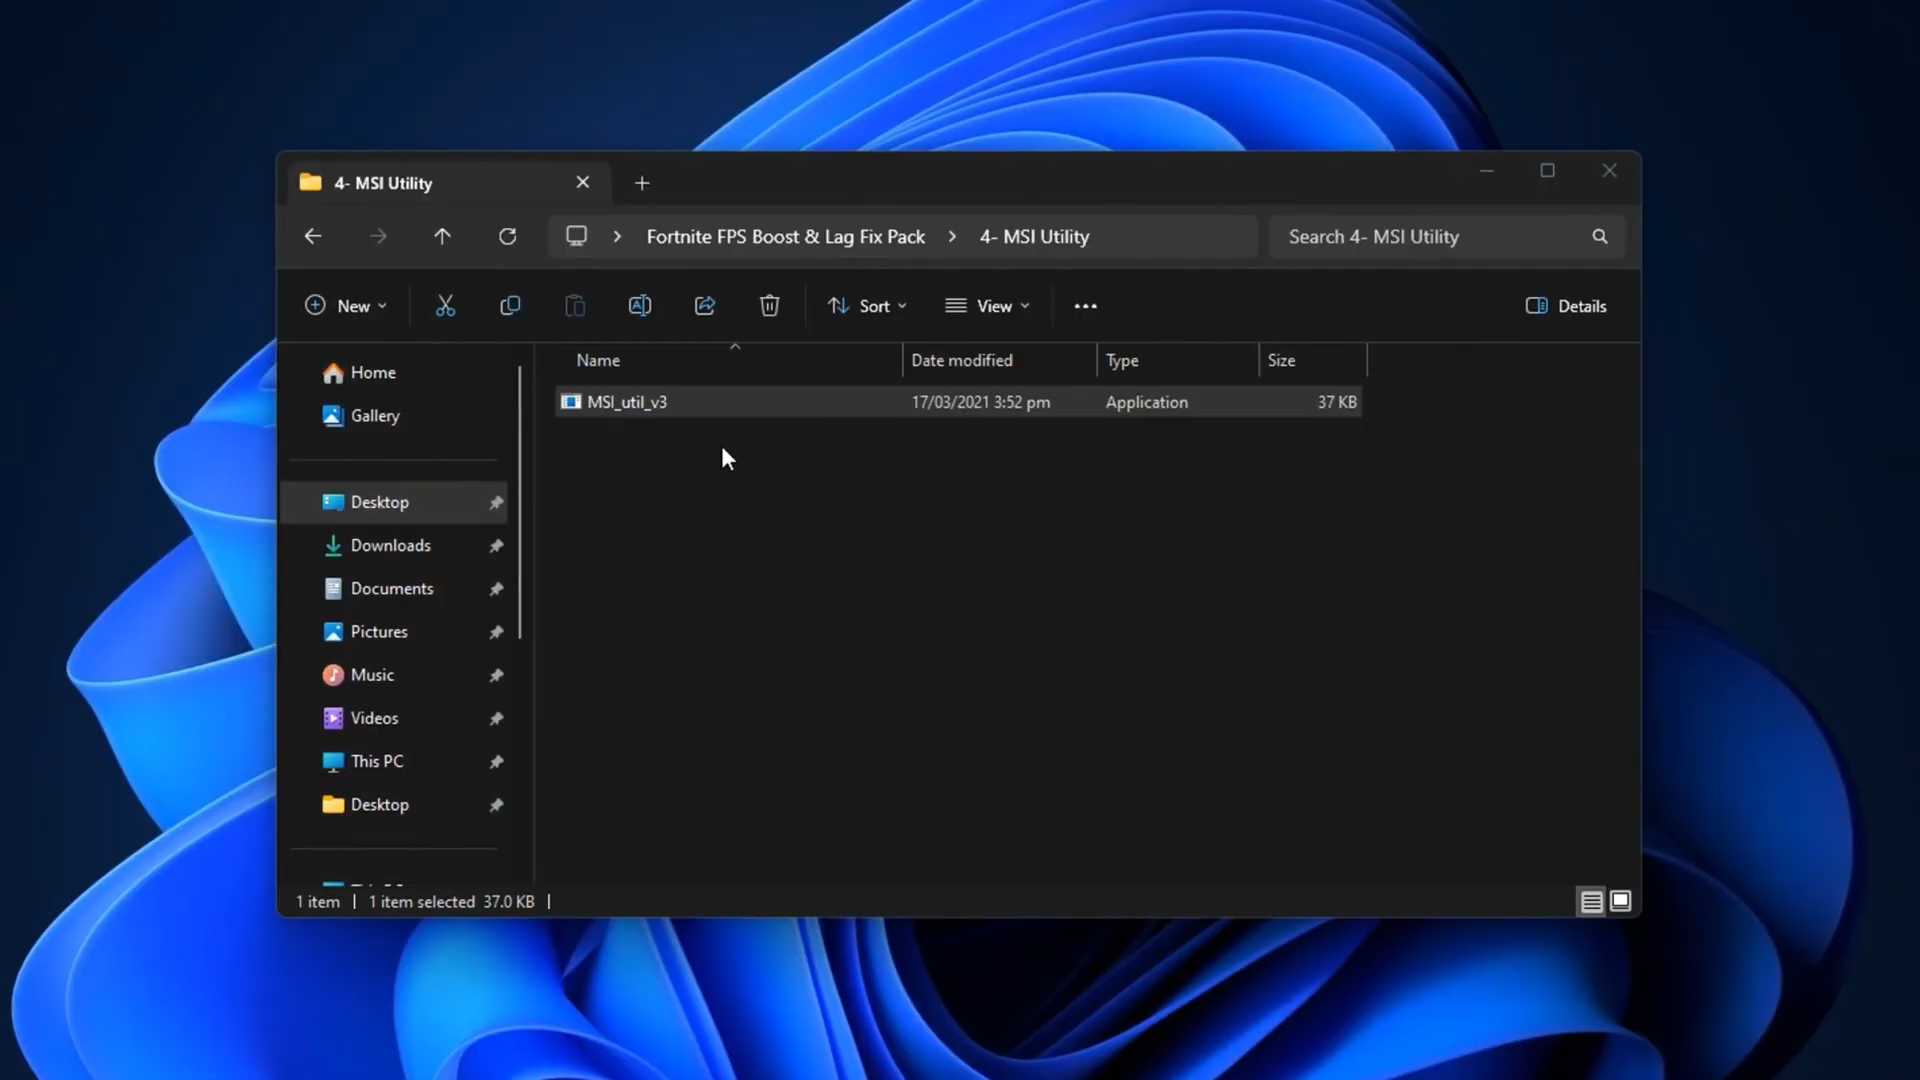 4- MSI Utility
Fortnite FPS Boost & Lag Fix Pack > 4- MSI Utility
Search 4- MSI Utility
New
Sort
View
Details
Name
Date modified
Type
Size
MSI_util_v3
17/03/2021 3:52 pm
Application
37 KB
Home
Gallery
Desktop
Downloads
Documents
Pictures
Music
Videos
This PC
Desktop
1 item | 1 item selected 37.0 KB |